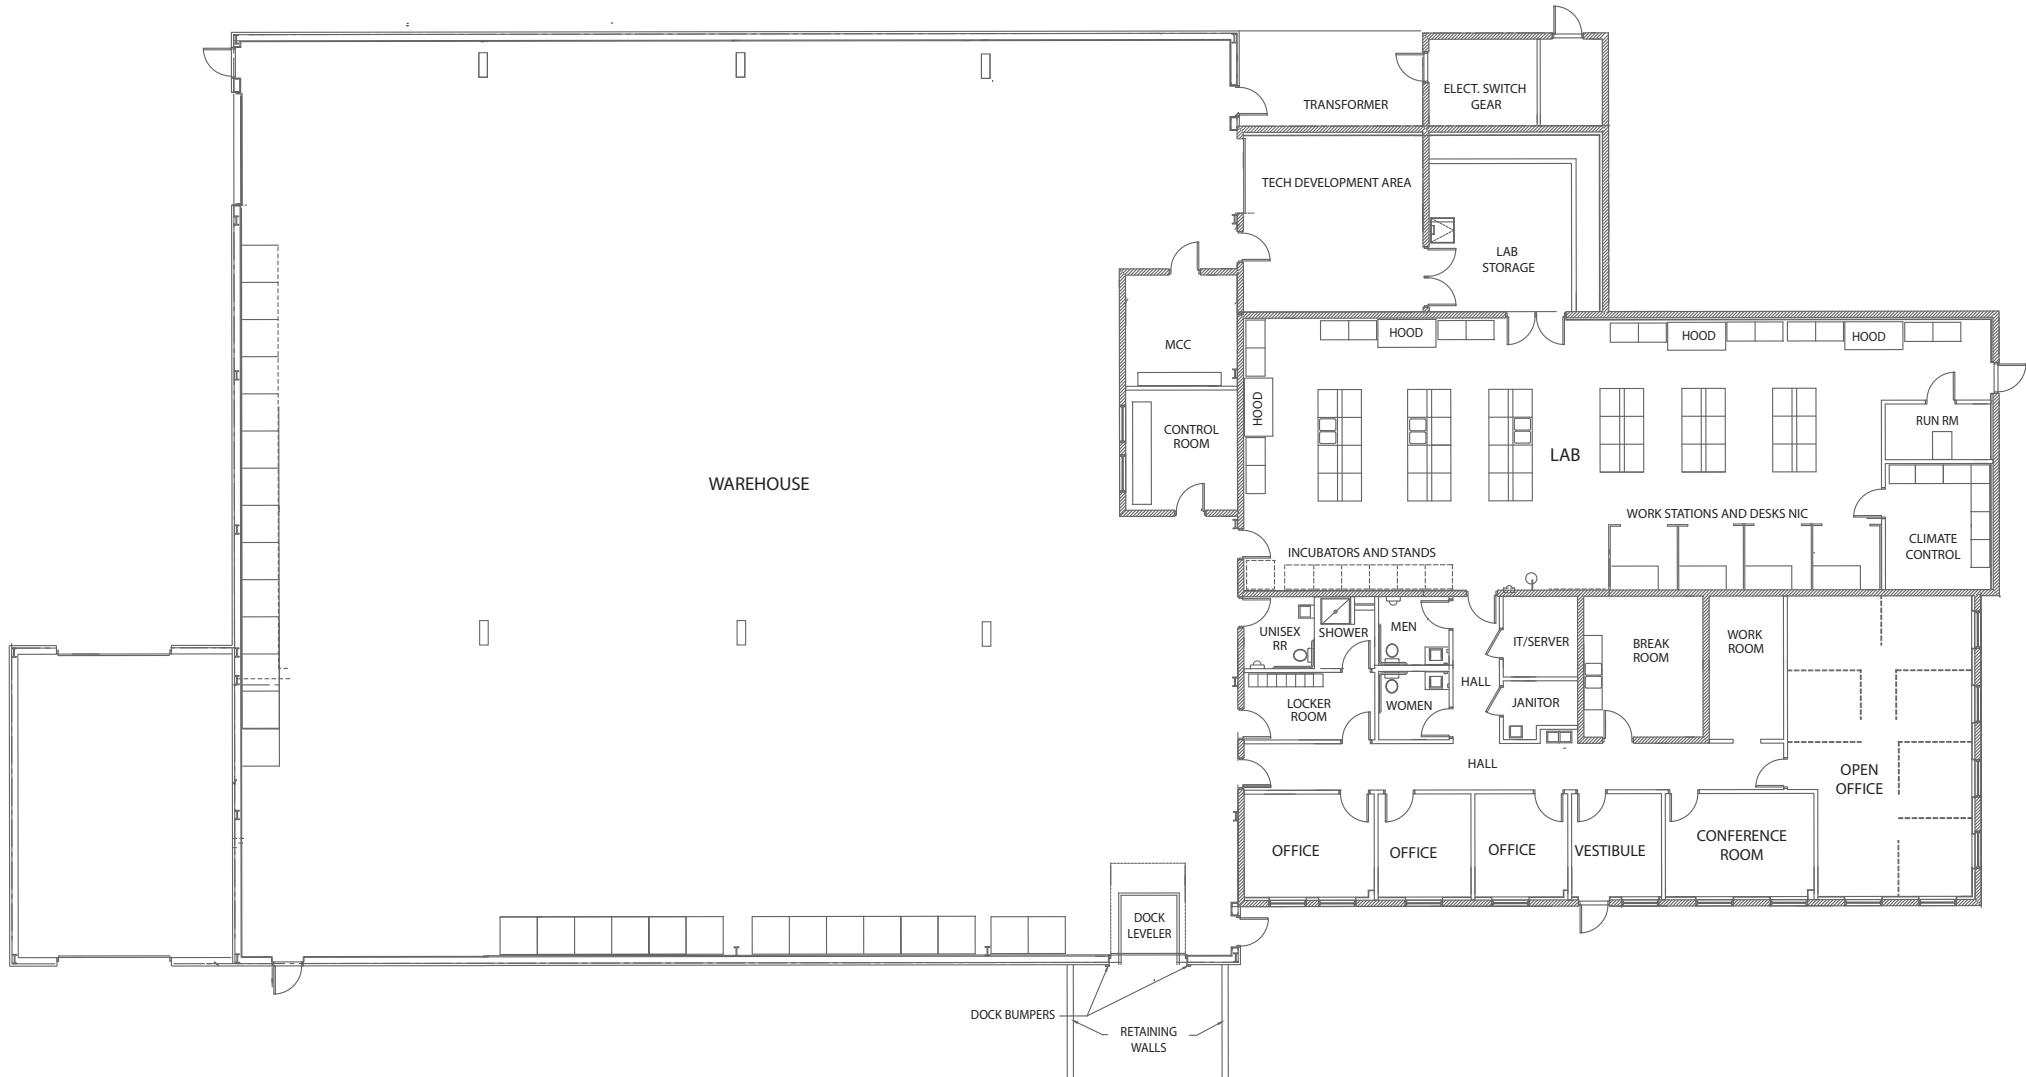 ELECT. SWITCH
GEAR
TRANSFORMER
TECH DEVELOPMENT AREA
LAB
STORAGE
MCC
HOOD
HOOD
HOOD
HOOD
CONTROL
ROOM
RUN RM
LAB
WAREHOUSE
WORK STATIONS AND DESKS NIC
INCUBATORS AND STANDS
CLIMATE
CONTROL
UNISEX
RR
SHOWER
MEN
IT/SERVER
BREAK
ROOM
WORK
ROOM
HALL
LOCKER
ROOM
WOMEN
JANITOR
HALL
OPEN
OFFICE
OFFICE
OFFICE
OFFICE
VESTIBULE
CONFERENCE
ROOM
DOCK
LEVELER
DOCK BUMPERS
RETAINING
WALLS